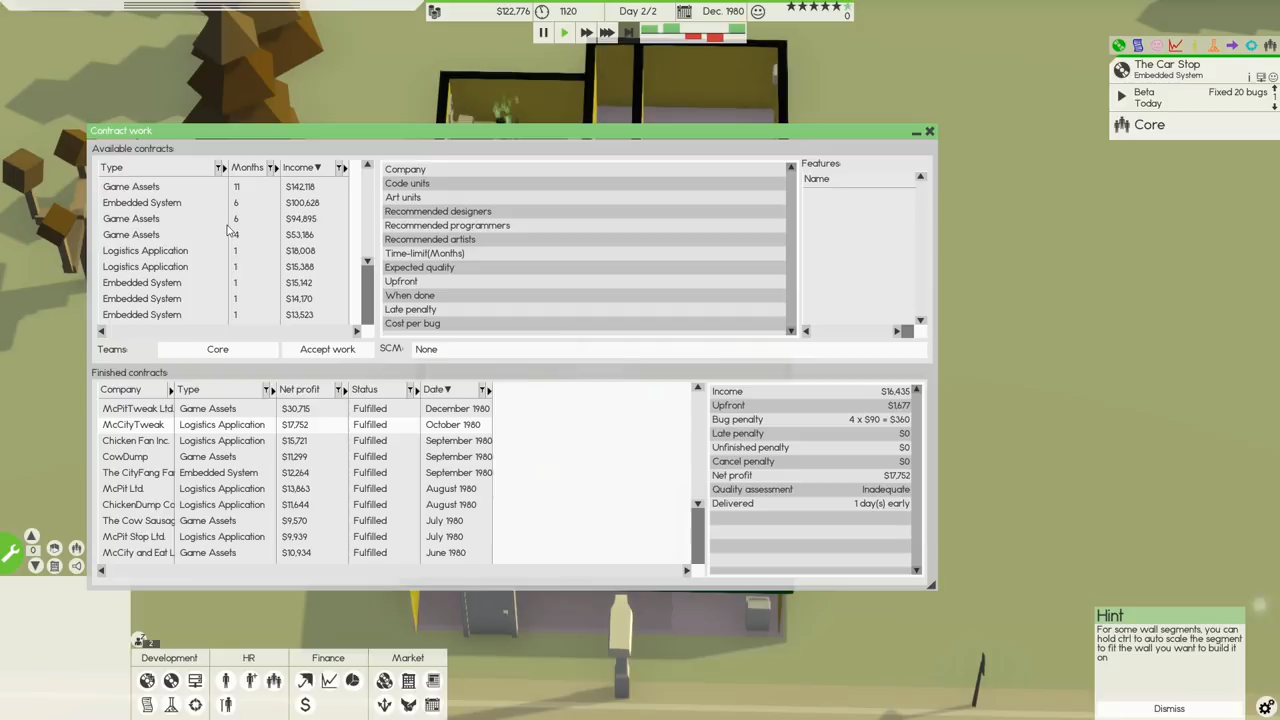 $122,776
1120
Day 2/2
Dec. 1980
0
The Car Stop
Embedded System
Beta
Today
Fixed 20 bugs
1
Core
Contract work
Available contracts:
Type Months Income
Game Assets 11 $142,118
Embedded System 6 $100,628
Game Assets 6 $94,895
Game Assets 4 $53,186
Logistics Application 1 $18,008
Logistics Application 1 $15,388
Embedded System 1 $15,142
Embedded System 1 $14,170
Embedded System 1 $13,523
Company
Code units
Art units
Recommended designers
Recommended programmers
Recommended artists
Time-limit(Months)
Expected quality
Upfront
When done
Late penalty
Cost per bug
Features:
Name
Teams: Core Accept work SCM: None
Finished contracts:
Company Type Net profit Status Date
McPitTweak Ltd. Game Assets $30,715 Fulfilled December 1980
McCityTweak Logistics Application $17,752 Fulfilled October 1980
Chicken Fan Inc. Logistics Application $15,721 Fulfilled September 1980
CowDump Game Assets $11,299 Fulfilled September 1980
The CityFang Fa Embedded System $12,264 Fulfilled September 1980
McPit Ltd. Logistics Application $13,863 Fulfilled August 1980
ChickenDump Co Logistics Application $11,644 Fulfilled August 1980
The Cow Sausag Game Assets $9,570 Fulfilled July 1980
McPit Stop Ltd. Logistics Application $9,939 Fulfilled July 1980
McCity and Eat L Game Assets $10,934 Fulfilled June 1980
Income $16,435
Upfront $1,677
Bug penalty 4 x $90 = $360
Late penalty $0
Unfinished penalty $0
Cancel penalty $0
Net profit $17,752
Quality assessment Inadequate
Delivered 1 day(s) early
0
2
Development HR Finance Market
Hint
For some wall segments, you can
hold ctrl to auto scale the segment
to fit the wall you want to build it
on
Dismiss